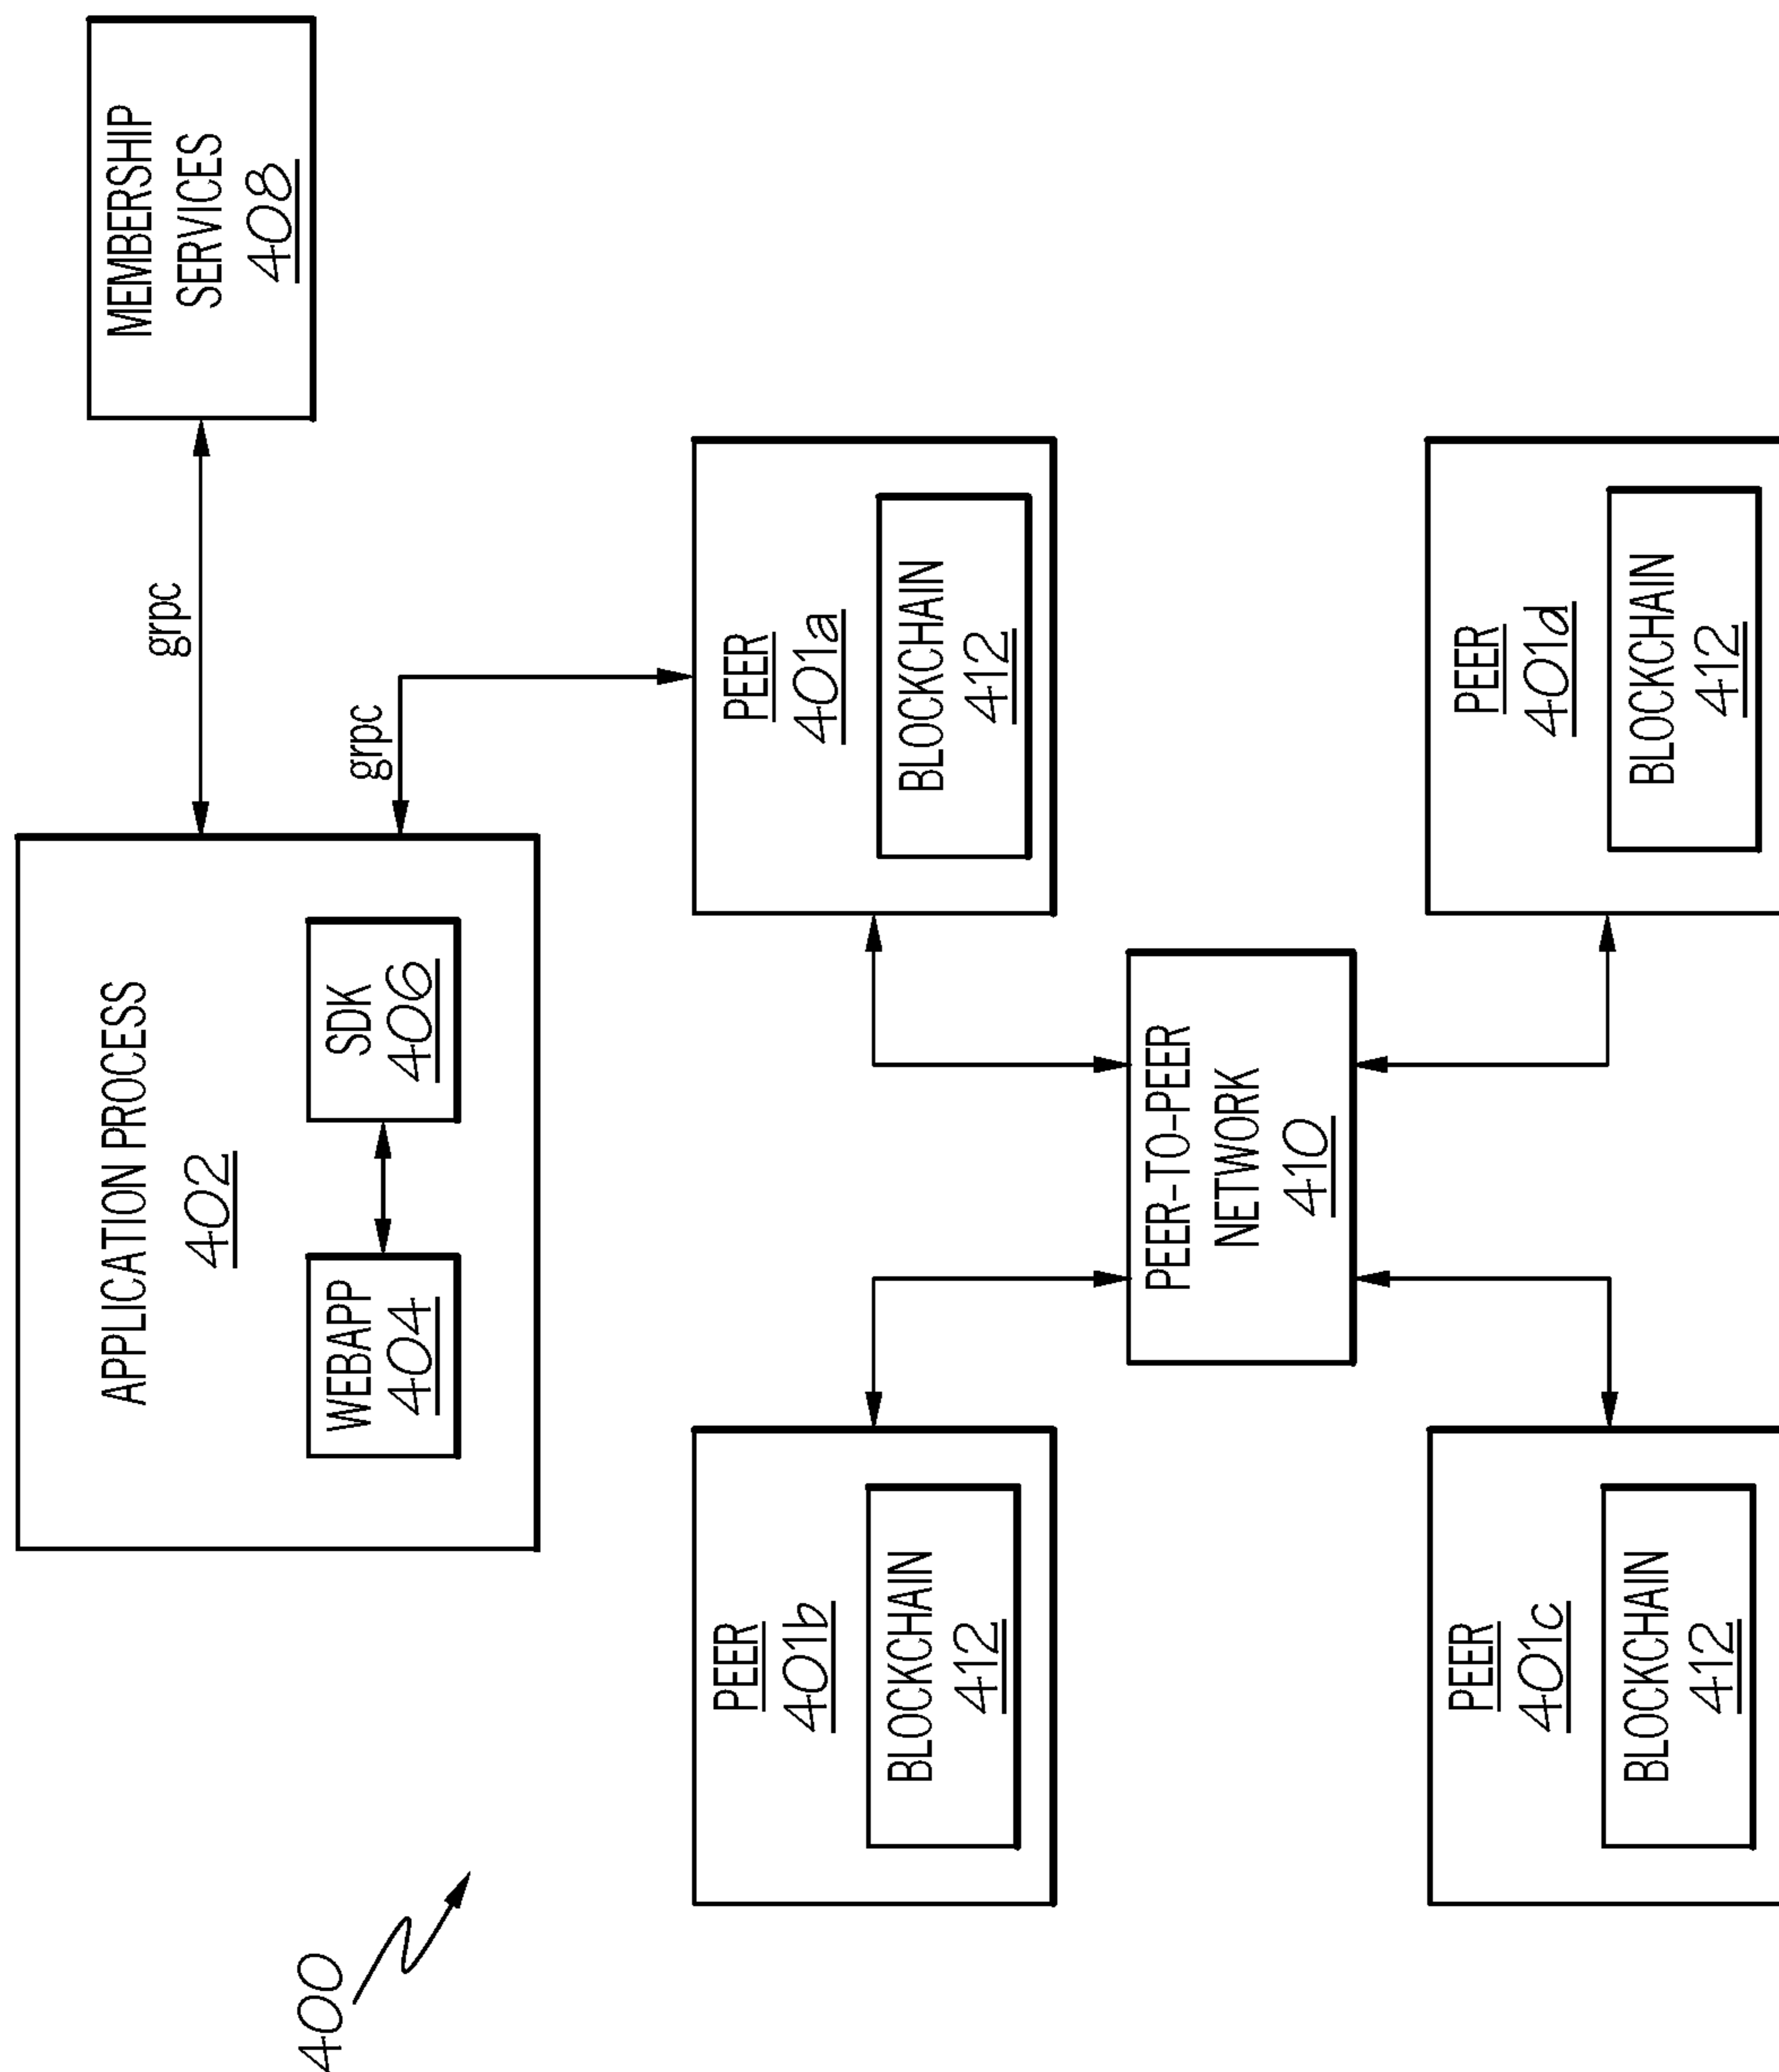 400
APPLICATION PROCESS
402
WEBAPP
404
SDK
406
grpc
MEMBERSHIP
SERVICES
408
grpc
PEER
401b
BLOCKCHAIN
412
PEER
401a
BLOCKCHAIN
412
PEER-TO-PEER
NETWORK
410
PEER
401c
BLOCKCHAIN
412
PEER
401d
BLOCKCHAIN
412